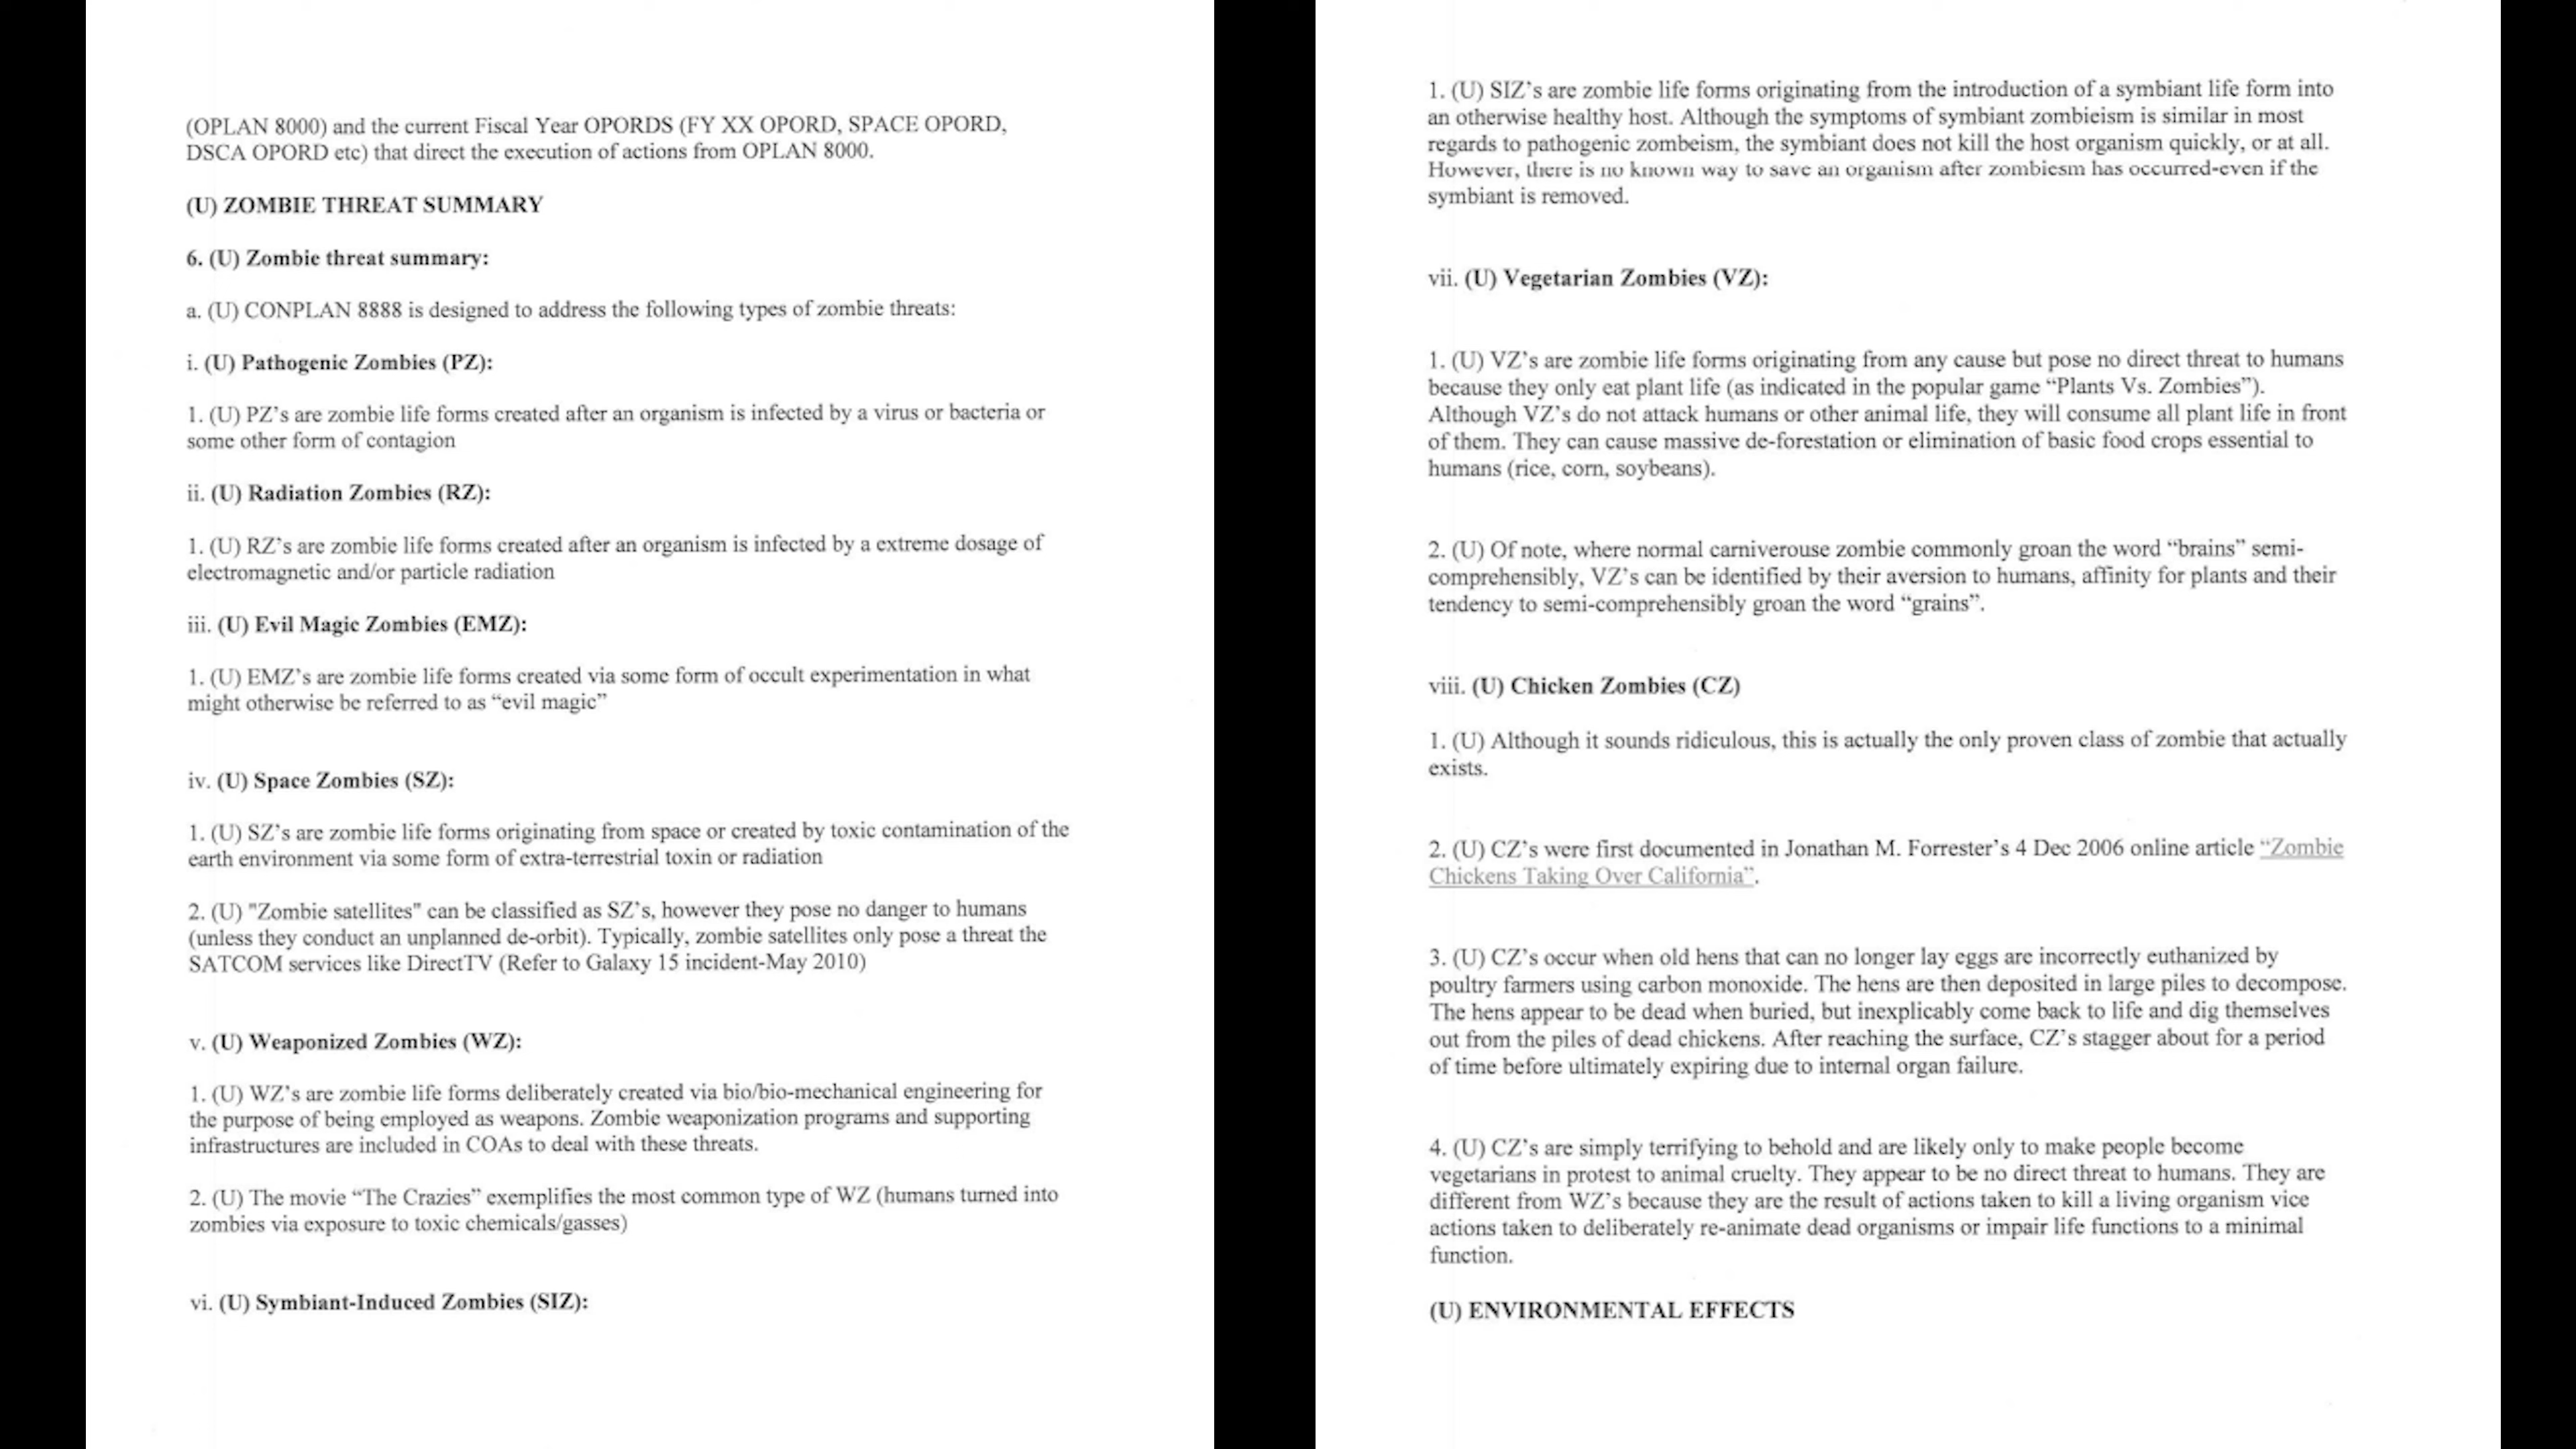 (OPLAN 8000) and the current Fiscal Year OPORDS (FY XX OPORD, SPACE OPORD,
DSCA OPORD etc) that direct the execution of actions from OPLAN 8000.
(U) ZOMBIE THREAT SUMMARY
6. (U) Zombie threat summary:
a. (U) CONPLAN 8888 is designed to address the following types of zombie threats:
i. (U) Pathogenic Zombies (PZ):
1. (U) PZ's are zombie life forms created after an organism is infected by a virus or bacteria or
some other form of contagion
ii. (U) Radiation Zombies (RZ):
1. (U) RZ's are zombie life forms created after an organism is infected by a extreme dosage of
electromagnetic and/or particle radiation
iii. (U) Evil Magic Zombies (EMZ):
1. (U) EMZ's are zombie life forms created via some form of occult experimentation in what
might otherwise be referred to as “evil magic”
iv. (U) Space Zombies (SZ):
1. (U) SZ's are zombie life forms originating from space or created by toxic contamination of the
earth environment via some form of extra-terrestrial toxin or radiation
2. (U) "Zombie satellites" can be classified as SZ's, however they pose no danger to humans
(unless they conduct an unplanned de-orbit). Typically, zombie satellites only pose a threat the
SATCOM services like DirectTV (Refer to Galaxy 15 incident-May 2010)
v. (U) Weaponized Zombies (WZ):
1. (U) WZ's are zombie life forms deliberately created via bio/bio-mechanical engineering for
the purpose of being employed as weapons. Zombie weaponization programs and supporting
infrastructures are included in COAs to deal with these threats.
2. (U) The movie “The Crazies” exemplifies the most common type of WZ (humans turned into
zombies via exposure to toxic chemicals/gasses)
vi. (U) Symbiant-Induced Zombies (SIZ):
1. (U) SIZ's are zombie life forms originating from the introduction of a symbiant life form into
an otherwise healthy host. Although the symptoms of symbiant zombieism is similar in most
regards to pathogenic zombeism, the symbiant does not kill the host organism quickly, or at all.
However, there is no known way to save an organism after zombiesm has occurred-even if the
symbiant is removed.
vii. (U) Vegetarian Zombies (VZ):
1. (U) VZ's are zombie life forms originating from any cause but pose no direct threat to humans
because they only eat plant life (as indicated in the popular game “Plants Vs. Zombies”).
Although VZ's do not attack humans or other animal life, they will consume all plant life in front
of them. They can cause massive de-forestation or elimination of basic food crops essential to
humans (rice, corn, soybeans).
2. (U) Of note, where normal carniverouse zombie commonly groan the word “brains” semi-
comprehensibly, VZ's can be identified by their aversion to humans, affinity for plants and their
tendency to semi-comprehensibly groan the word “grains”.
viii. (U) Chicken Zombies (CZ)
1. (U) Although it sounds ridiculous, this is actually the only proven class of zombie that actually
exists.
2. (U) CZ's were first documented in Jonathan M. Forrester's 4 Dec 2006 online article “Zombie
Chickens Taking Over California”.
3. (U) CZ's occur when old hens that can no longer lay eggs are incorrectly euthanized by
poultry farmers using carbon monoxide. The hens are then deposited in large piles to decompose.
The hens appear to be dead when buried, but inexplicably come back to life and dig themselves
out from the piles of dead chickens. After reaching the surface, CZ's stagger about for a period
of time before ultimately expiring due to internal organ failure.
4. (U) CZ's are simply terrifying to behold and are likely only to make people become
vegetarians in protest to animal cruelty. They appear to be no direct threat to humans. They are
different from WZ's because they are the result of actions taken to kill a living organism vice
actions taken to deliberately re-animate dead organisms or impair life functions to a minimal
function.
(U) ENVIRONMENTAL EFFECTS